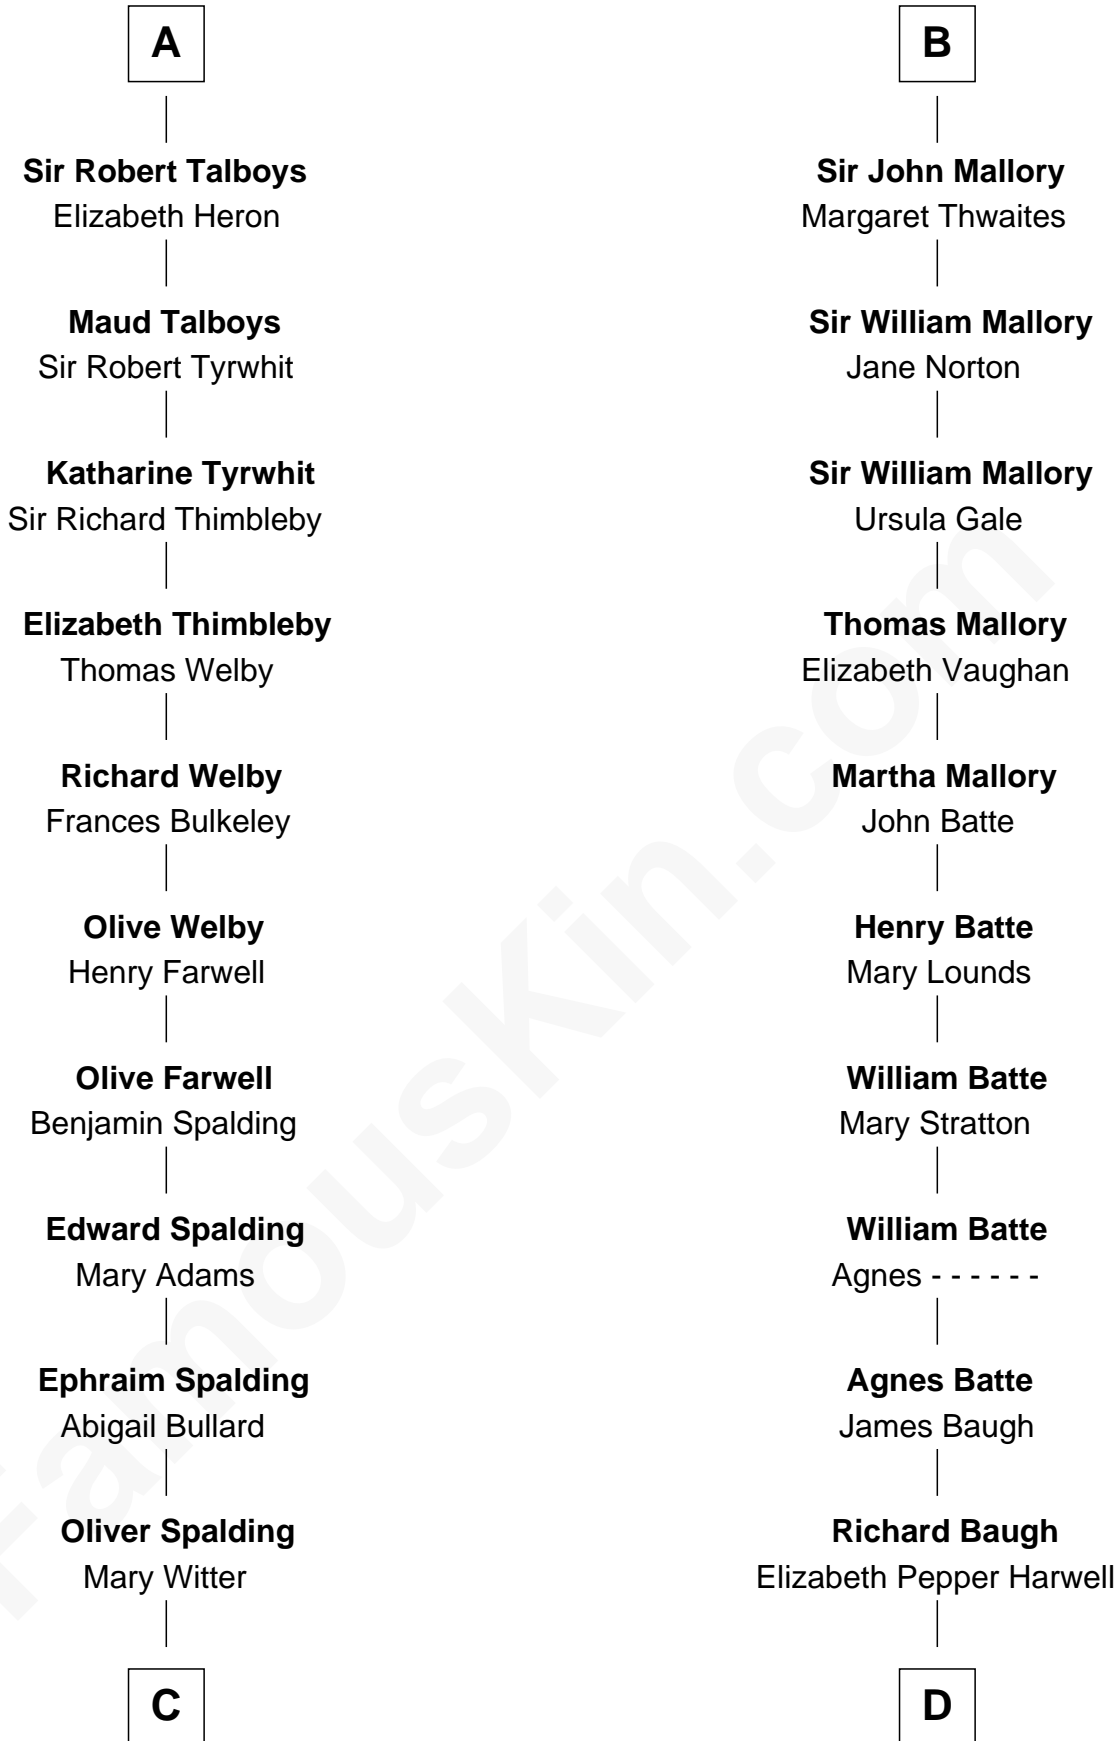 A
Sir Robert Talboys
Elizabeth Heron
Maud Talboys
Sir Robert Tyrwhit
Katharine Tyrwhit
Sir Richard Thimbleby
Elizabeth Thimbleby
Thomas Welby
Richard Welby
Frances Bulkeley
Olive Welby
Henry Farwell
Olive Farwell
Benjamin Spalding
Edward Spalding
Mary Adams
Ephraim Spalding
Abigail Bullard
Oliver Spalding
Mary Witter
C
B
Sir John Mallory
Margaret Thwaites
Sir William Mallory
Jane Norton
Sir William Mallory
Ursula Gale
Thomas Mallory
Elizabeth Vaughan
Martha Mallory
John Batte
Henry Batte
Mary Lounds
William Batte
Mary Stratton
William Batte
Agnes - - - - - -
Agnes Batte
James Baugh
Richard Baugh
Elizabeth Pepper Harwell
D
FamousKin.com